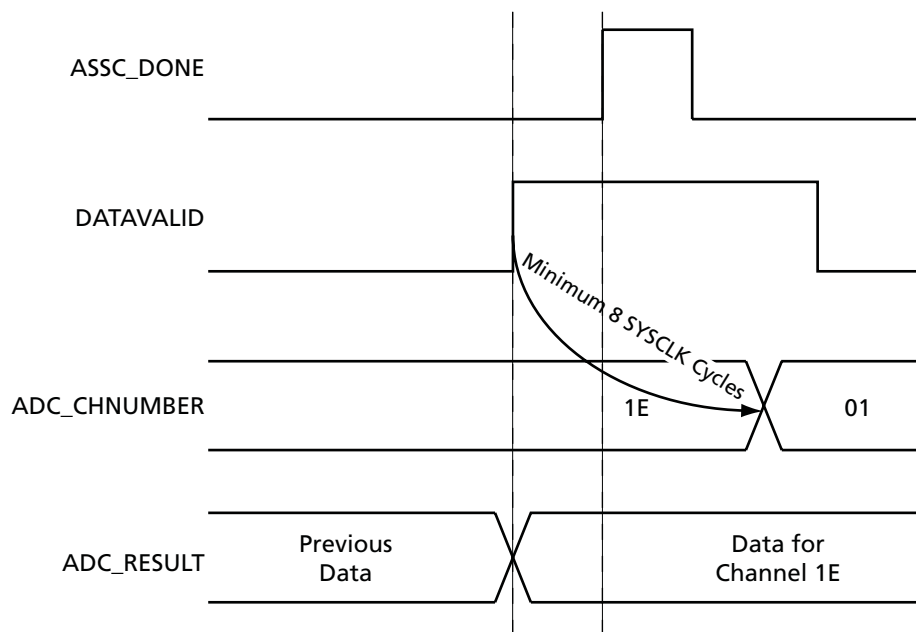 ASSC_DONE
DATAVALID
Minimum 8 SYSCLK Cycles
ADC_CHNUMBER
1E
01
ADC_RESULT
Previous
Data
Data for
Channel 1E